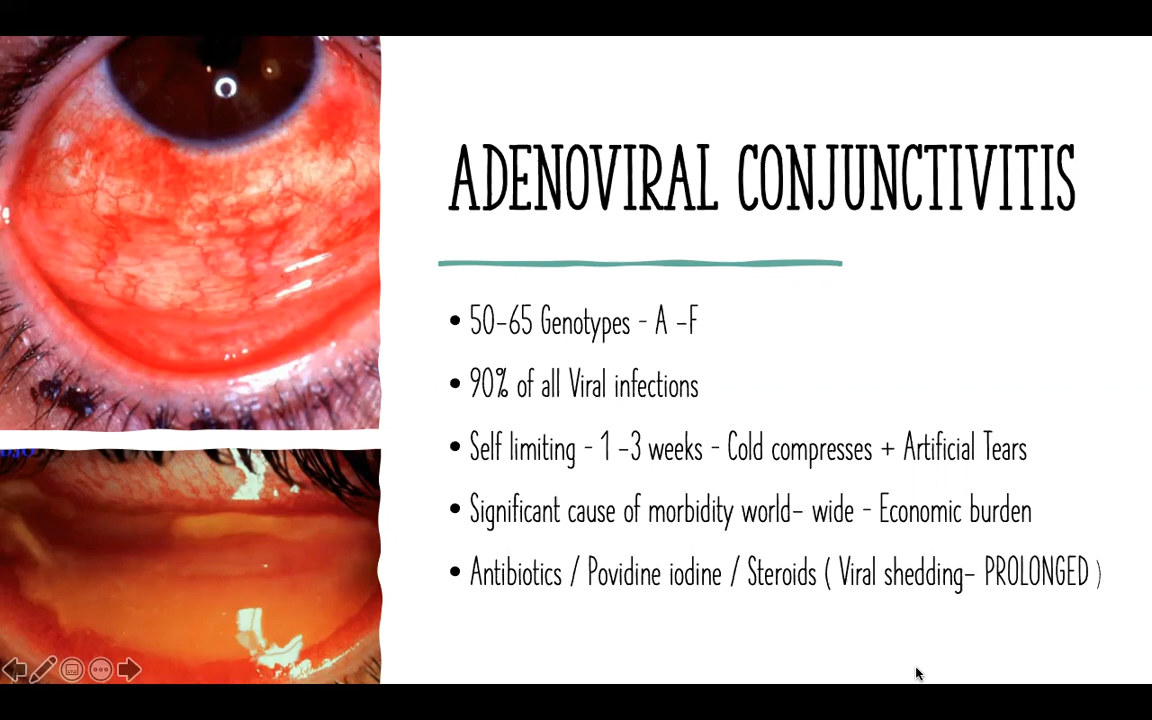 ADENOVIRAL CONJUNCTIVITIS
• 50-65 Genotypes - A -F
• 90% of all Viral infections
• Self limiting - 1 -3 weeks - Cold compresses + Artificial Tears
• Significant cause of morbidity world- wide - Economic burden
• Antibiotics / Povidine iodine / Steroids ( Viral shedding- PROLONGED )